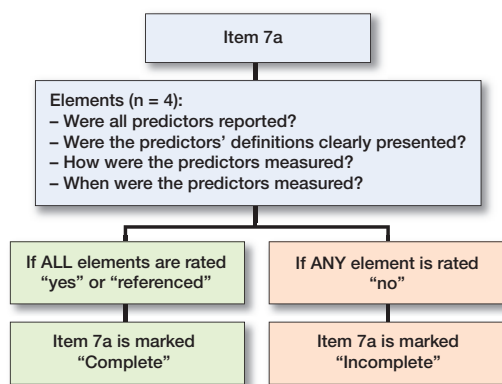 Item 7a
Elements (n = 4):
– Were all predictors reported?
– Were the predictors’ definitions clearly presented?
– How were the predictors measured?
– When were the predictors measured?
If ALL elements are rated
“yes” or “referenced”
If ANY element is rated
“no”
Item 7a is marked
“Complete”
Item 7a is marked
“Incomplete”